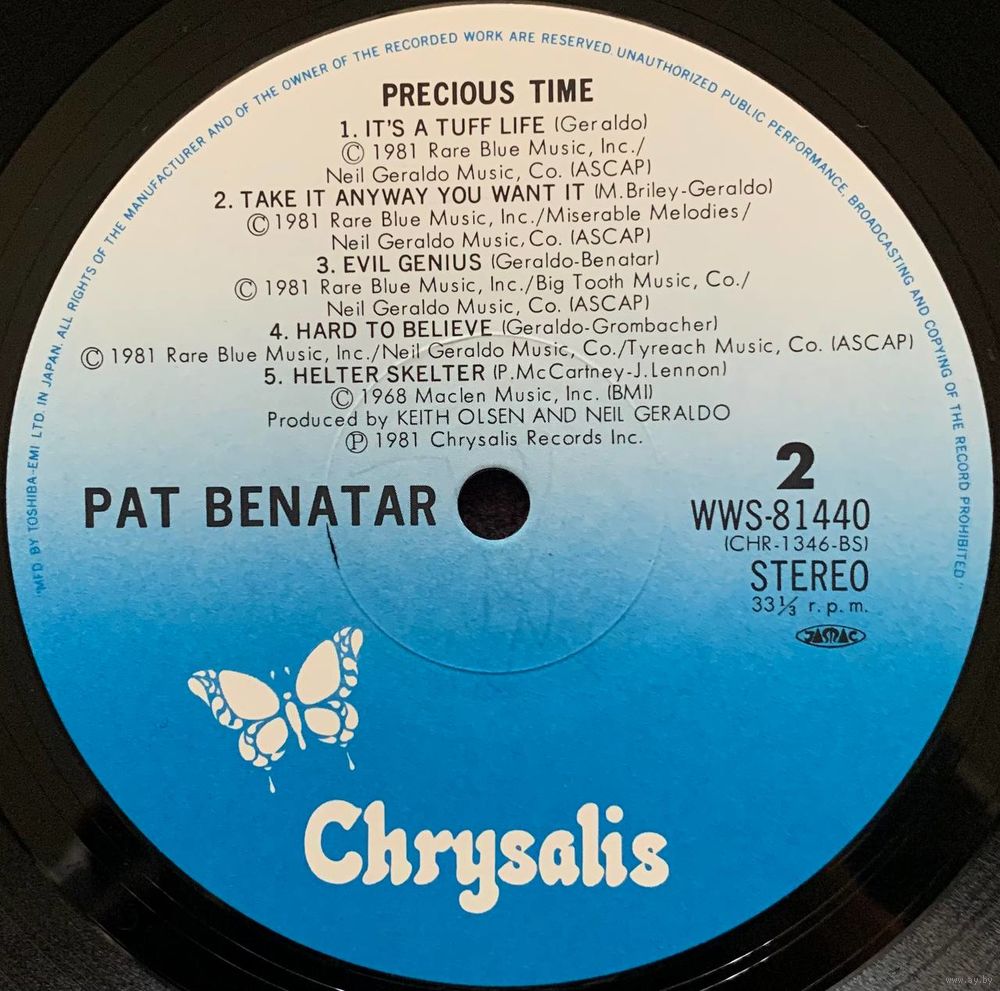 "MFD BY TOSHIBA-EMI LTD. IN JAPAN. ALL RIGHTS OF THE MANUFACTURER AND OF THE OWNER OF THE RECORDED WORK ARE RESERVED. UNAUTHORIZED PUBLIC PERFORMANCE, BROADCASTING AND COPYING OF THE RECORD PROHIBITED."
PRECIOUS TIME
1. IT'S A TUFF LIFE (Geraldo)
Ⓒ 1981 Rare Blue Music, Inc./
Neil Geraldo Music, Co. (ASCAP)
2. TAKE IT ANYWAY YOU WANT IT (M.Briley-Geraldo)
Ⓒ 1981 Rare Blue Music, Inc./Miserable Melodies/
Neil Geraldo Music, Co. (ASCAP)
3. EVIL GENIUS (Geraldo-Benatar)
Ⓒ 1981 Rare Blue Music, Inc./Big Tooth Music, Co./
Neil Geraldo Music, Co. (ASCAP)
4. HARD TO BELIEVE (Geraldo-Grombacher)
Ⓒ 1981 Rare Blue Music, Inc./Neil Geraldo Music, Co./Tyreach Music, Co. (ASCAP)
5. HELTER SKELTER (P.McCartney-J.Lennon)
Ⓒ 1968 Maclen Music, Inc. (BMI)
Produced by KEITH OLSEN AND NEIL GERALDO
Ⓟ 1981 Chrysalis Records Inc.
PAT BENATAR
2
WWS-81440
(CHR-1346-BS)
STEREO
33⅓ r.p.m.
JASRAC
Chrysalis
www.ay.by